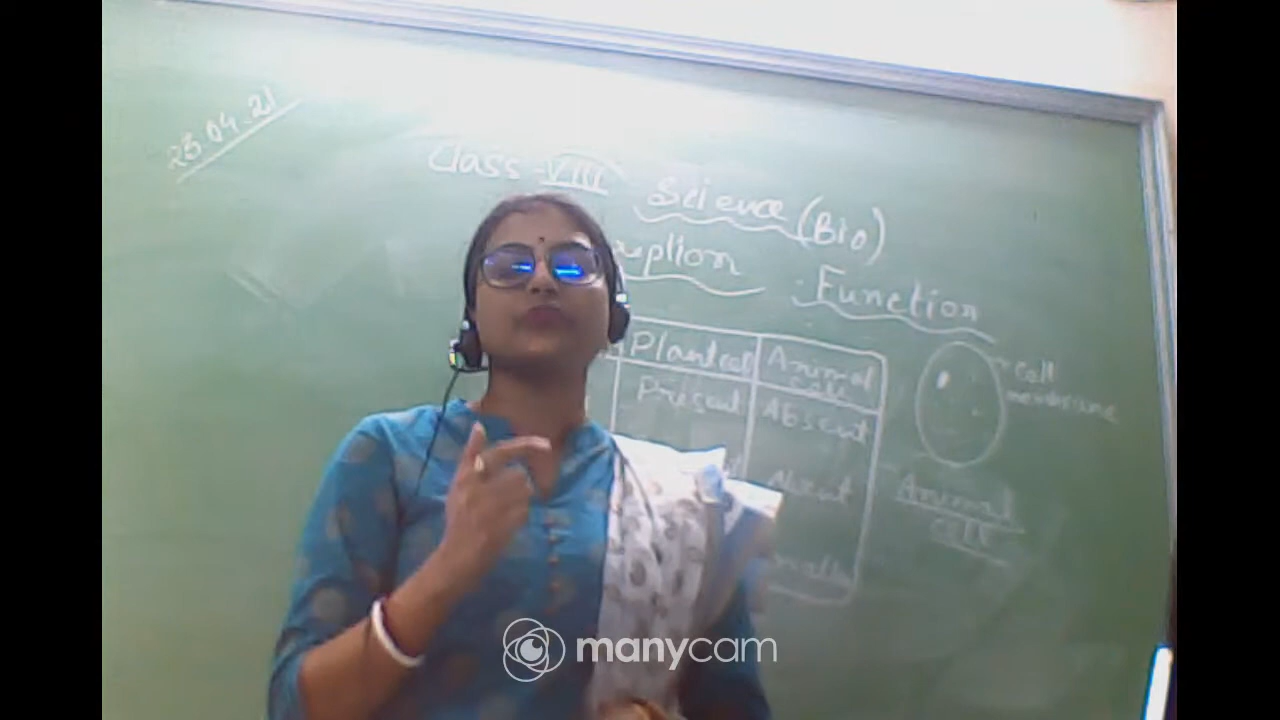 23.04.21
Class - VIII
Science (Bio)
ription
Function
Plant cell
Animal cell
Present
Absent
Absent
cell
membrane
Animal
cell
manycam